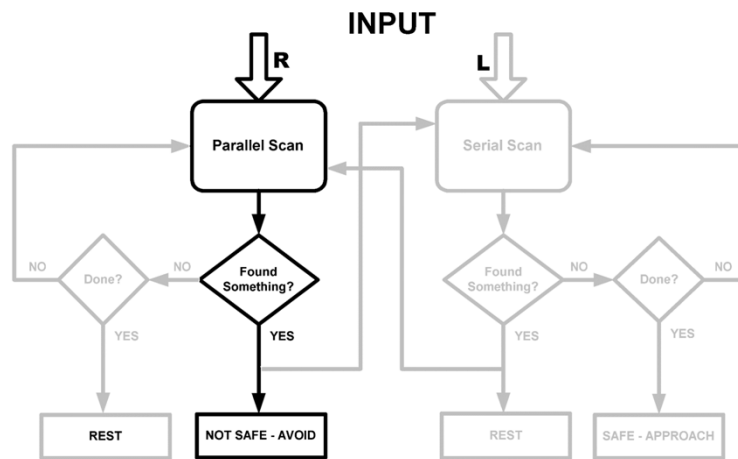 INPUT
R
L
Parallel Scan
Serial Scan
NO
Done?
NO
Found
Something?
Found
Something?
NO
Done?
NO
YES
YES
YES
YES
REST
NOT SAFE - AVOID
REST
SAFE - APPROACH